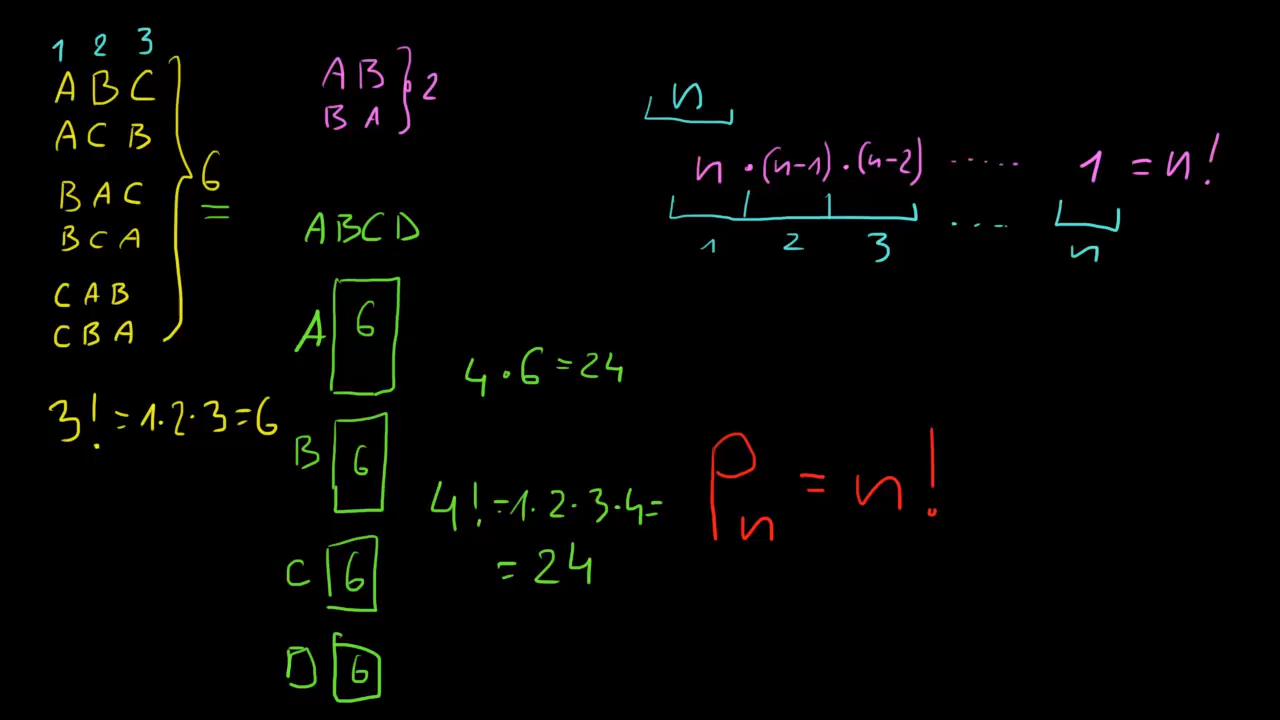 1 2 3
A B C
A C B
B A C
B C A
C A B
C B A
6
3! = 1·2·3 = 6
A B
B A
2
A B C D
A 6
B 6
C 6
D 6
4·6 = 24
4! = 1·2·3·4 =
= 24
n
n·(n-1)·(n-2) ..... 1 = n!
1 2 3 .... n
Pn = n!